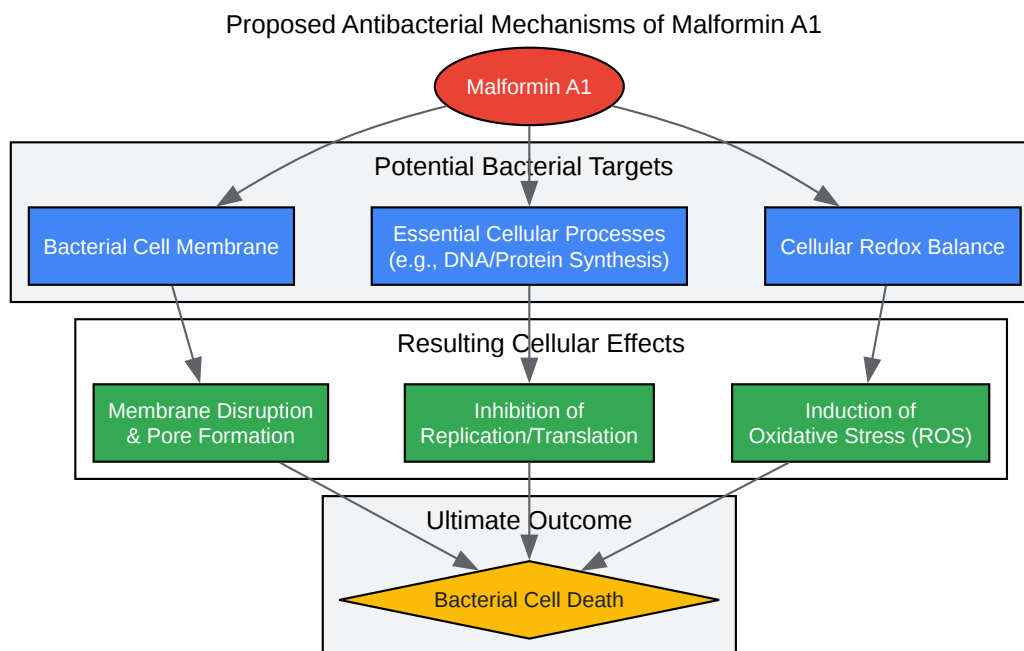 Proposed Antibacterial Mechanisms of Malformin A1
Malformin A1
Potential Bacterial Targets
Bacterial Cell Membrane
Essential Cellular Processes
(e.g., DNA/Protein Synthesis)
Cellular Redox Balance
Resulting Cellular Effects
Membrane Disruption
& Pore Formation
Inhibition of
Replication/Translation
Induction of
Oxidative Stress (ROS)
Ultimate Outcome
Bacterial Cell Death